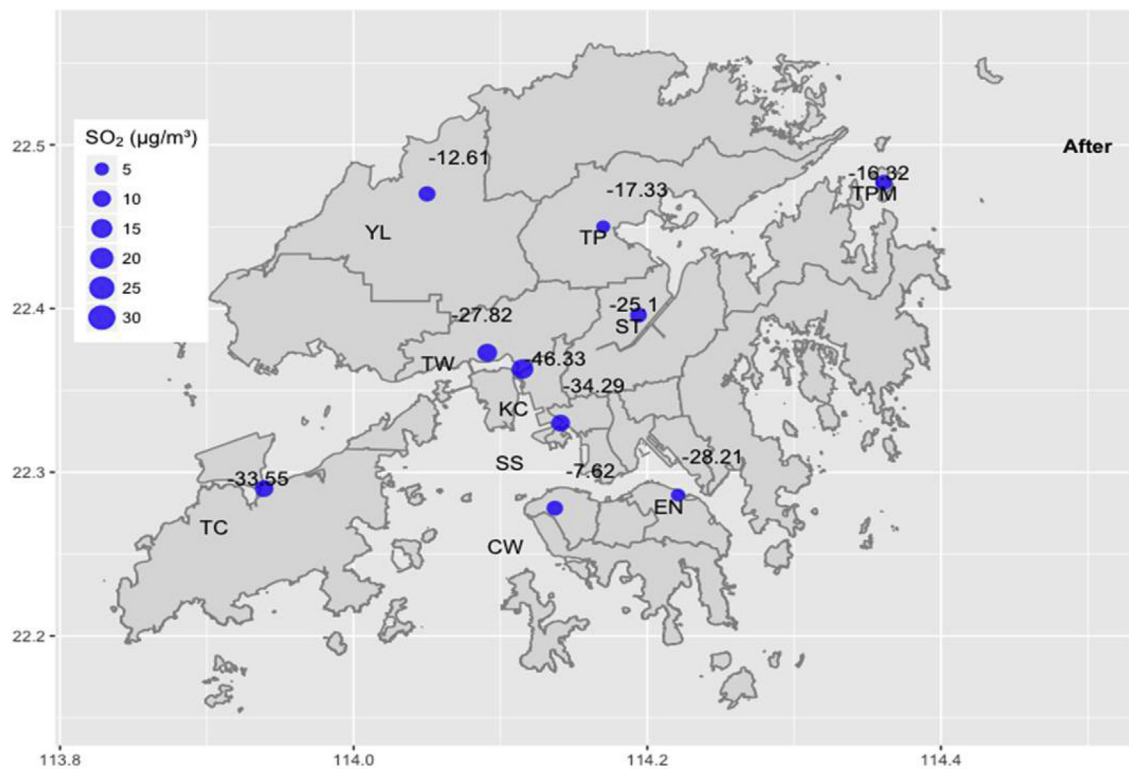 SO₂ (µg/m³)
5
10
15
20
25
30
After
22.5
22.4
22.3
22.2
-12.61
YL
-17.33
TP
-16.32
TPM
-25.1
ST
-27.82
TW
-46.33
KC
-34.29
SS
-7.62
CW
-28.21
EN
-33.55
TC
113.8
114.0
114.2
114.4